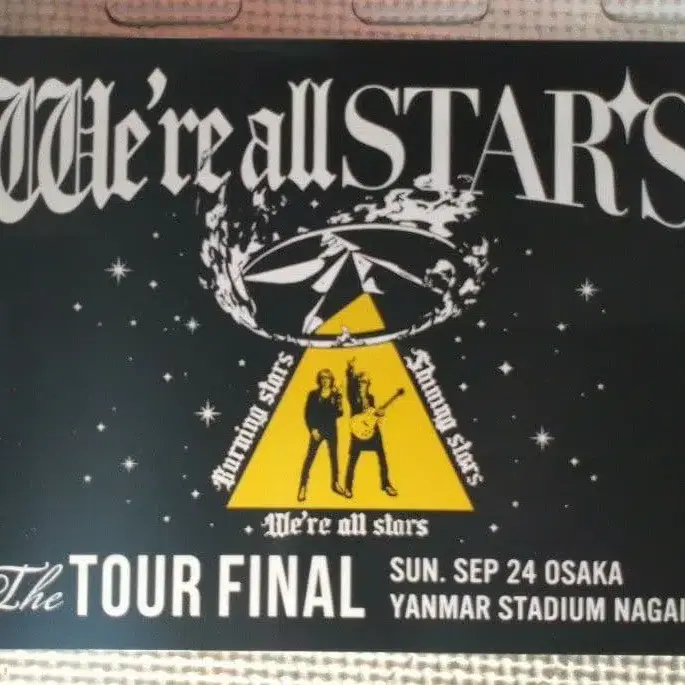 We're all STAR'S
Burning stars
Shining stars
We're all stars
The TOUR FINAL
SUN. SEP 24 OSAKA
YANMAR STADIUM NAGAI